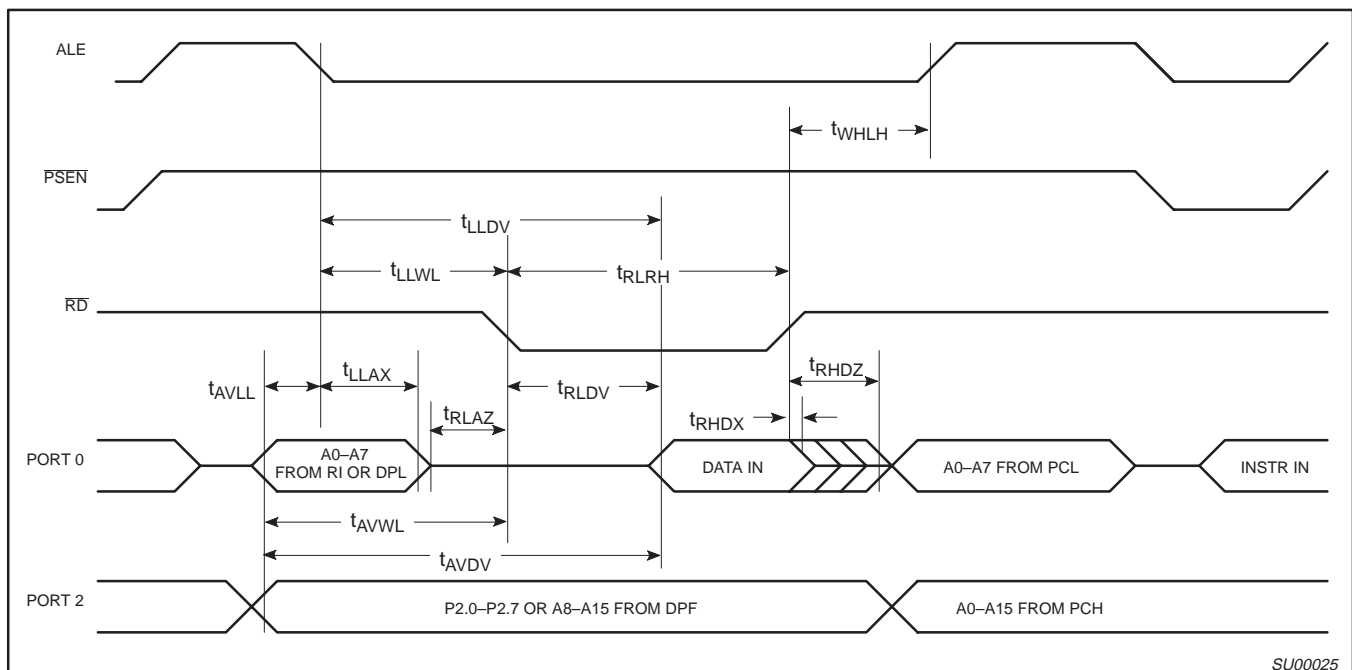 ALE
tWHLH
PSEN
tLLDV
tLLWL
tRLRH
RD
tAVLL
tLLAX
tRLDV
tRHDZ
tRLAZ
tRHDX
PORT 0
A0–A7
FROM RI OR DPL
DATA IN
A0–A7 FROM PCL
INSTR IN
tAVWL
tAVDV
PORT 2
P2.0–P2.7 OR A8–A15 FROM DPF
A0–A15 FROM PCH
SU00025